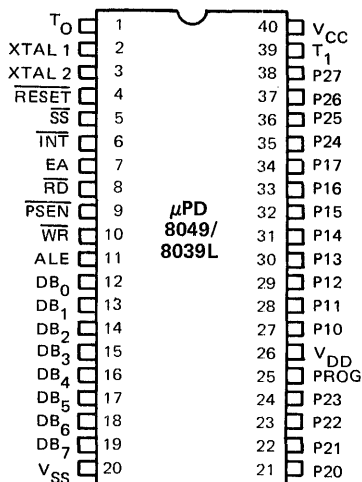 T0 1 40 VCC
XTAL 1 2 39 T1
XTAL 2 3 38 P27
RESET 4 37 P26
SS 5 36 P25
INT 6 35 P24
EA 7 34 P17
RD 8 33 P16
PSEN 9 32 P15
WR 10 31 P14
ALE 11 30 P13
DB0 12 29 P12
DB1 13 28 P11
DB2 14 27 P10
DB3 15 26 VDD
DB4 16 25 PROG
DB5 17 24 P23
DB6 18 23 P22
DB7 19 22 P21
VSS 20 21 P20
μPD
8049/
8039L